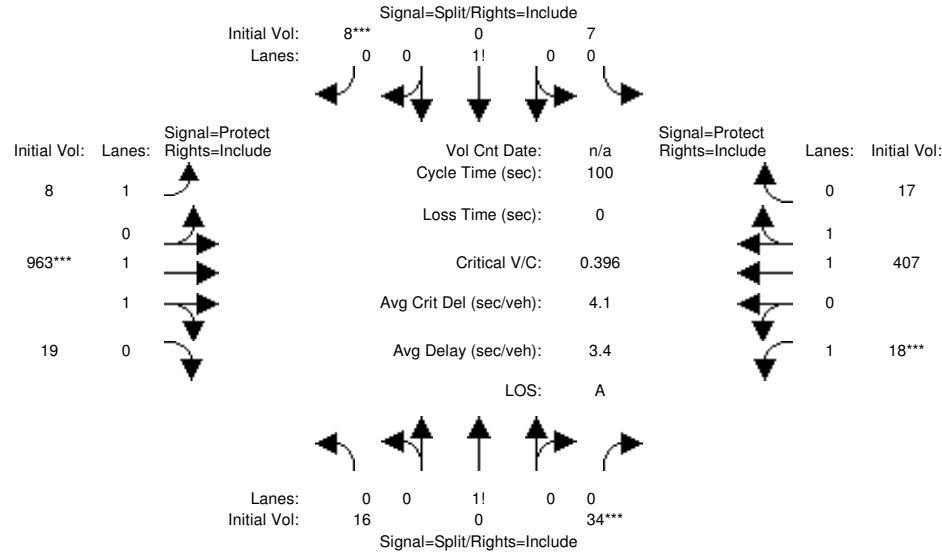 Signal=Split/Rights=Include
Initial Vol: 8*** 0 7
Lanes: 0 0 1! 0 0
Signal=Protect Signal=Protect
Initial Vol: Lanes: Rights=Include Vol Cnt Date: n/a Rights=Include Lanes: Initial Vol:
Cycle Time (sec): 100
8 1 0 17
Loss Time (sec): 0
0 1
963*** 1 Critical V/C: 0.396 1 407
1 Avg Crit Del (sec/veh): 4.1 0
19 0 Avg Delay (sec/veh): 3.4 1 18***
LOS: A
Lanes: 0 0 1! 0 0
Initial Vol: 16 0 34***
Signal=Split/Rights=Include